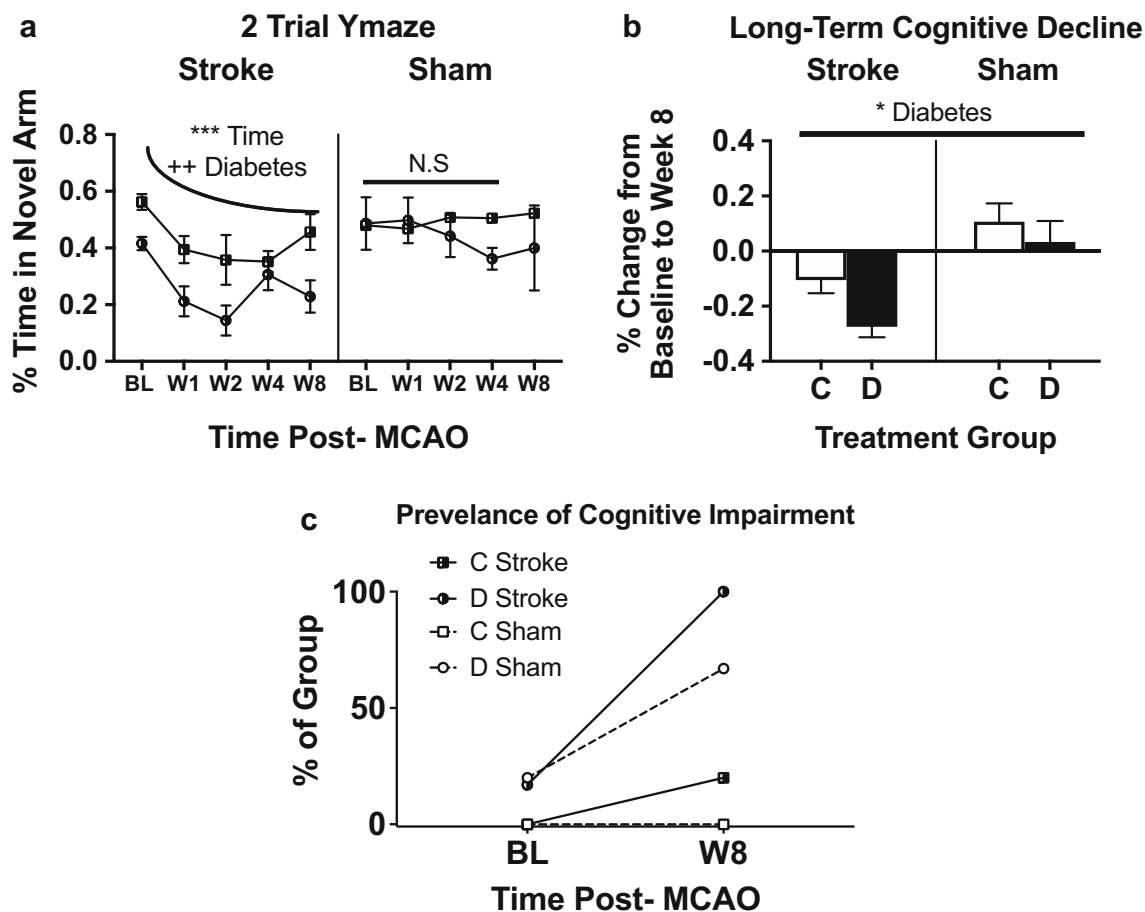 a
2 Trial Ymaze
Stroke
Sham
% Time in Novel Arm
0.8
0.6
0.4
0.2
0.0
*** Time
++ Diabetes
N.S
BL W1 W2 W4 W8
BL W1 W2 W4 W8
Time Post- MCAO
b
Long-Term Cognitive Decline
Stroke
Sham
* Diabetes
% Change from
Baseline to Week 8
0.4
0.2
0.0
-0.2
-0.4
C D
C D
Treatment Group
c
Prevelance of Cognitive Impairment
C Stroke
D Stroke
C Sham
D Sham
% of Group
100
50
0
BL
W8
Time Post- MCAO